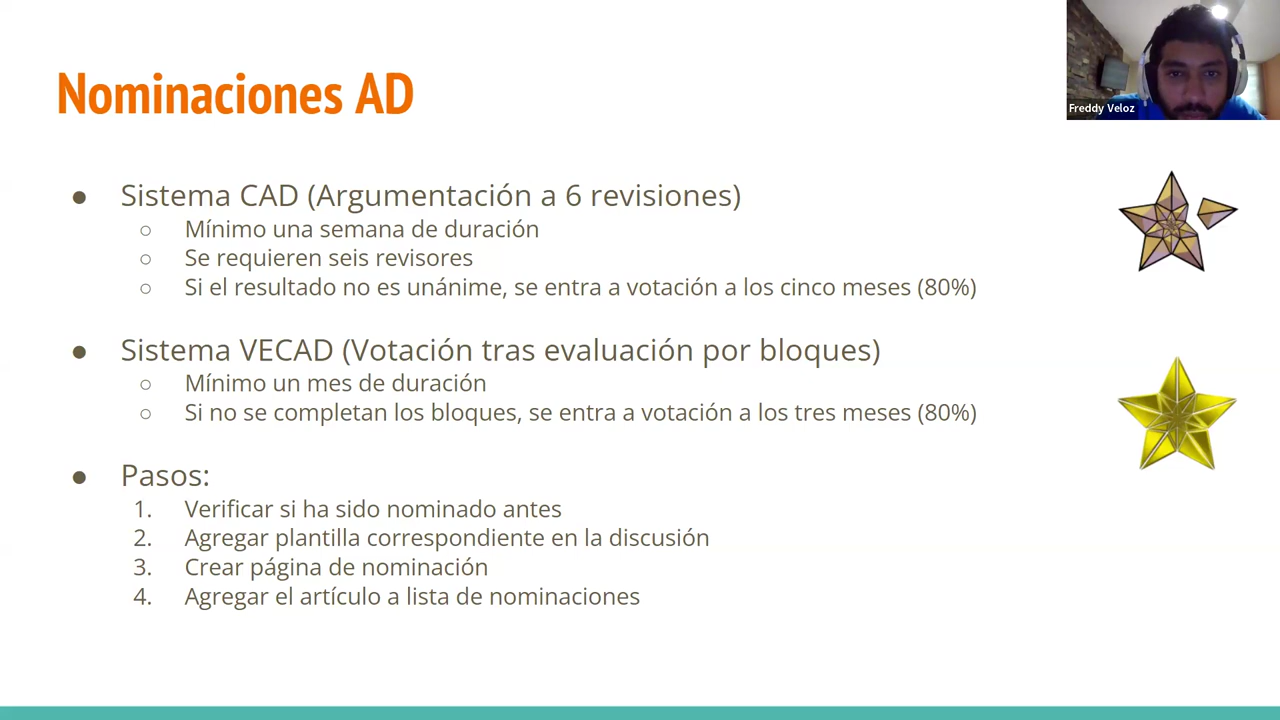 Nominaciones AD
Freddy Veloz
● Sistema CAD (Argumentación a 6 revisiones)
○ Mínimo una semana de duración
○ Se requieren seis revisores
○ Si el resultado no es unánime, se entra a votación a los cinco meses (80%)
● Sistema VECAD (Votación tras evaluación por bloques)
○ Mínimo un mes de duración
○ Si no se completan los bloques, se entra a votación a los tres meses (80%)
● Pasos:
1. Verificar si ha sido nominado antes
2. Agregar plantilla correspondiente en la discusión
3. Crear página de nominación
4. Agregar el artículo a lista de nominaciones